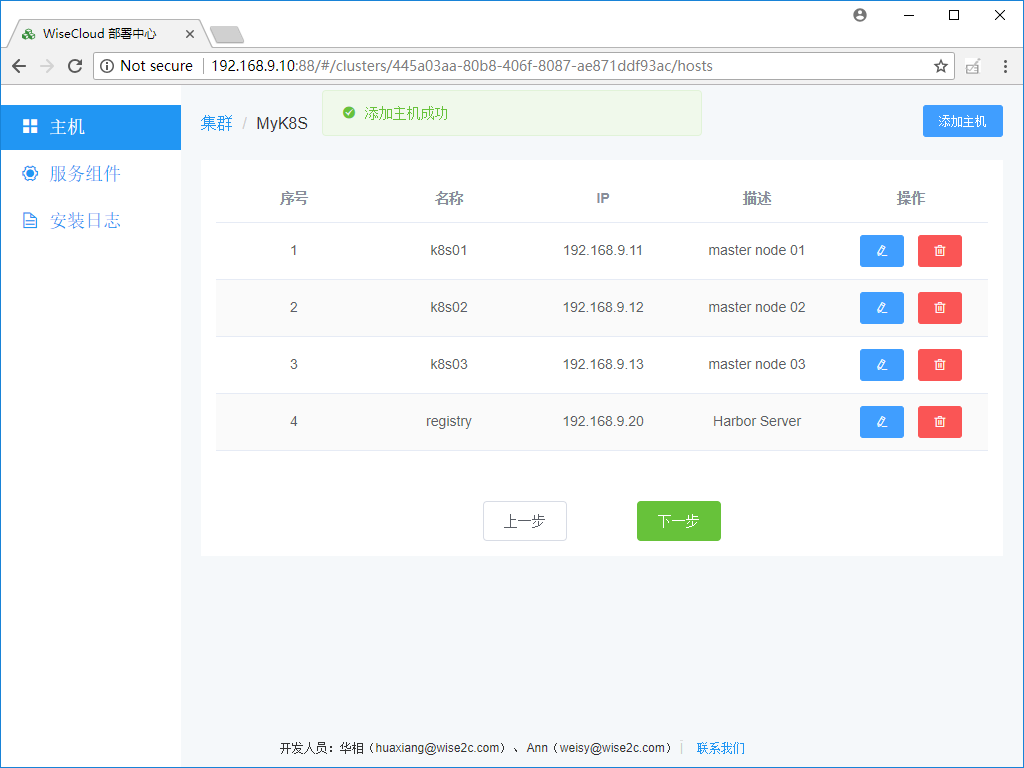 WiseCloud 部署中心
Not secure | 192.168.9.10:88/#/clusters/445a03aa-80b8-406f-8087-ae871ddf93ac/hosts
主机
服务组件
安装日志
集群 / MyK8S
添加主机成功
添加主机
序号 名称 IP 描述 操作
1 k8s01 192.168.9.11 master node 01
2 k8s02 192.168.9.12 master node 02
3 k8s03 192.168.9.13 master node 03
4 registry 192.168.9.20 Harbor Server
上一步 下一步
开发人员：华相（huaxiang@wise2c.com）、Ann（weisy@wise2c.com）| 联系我们